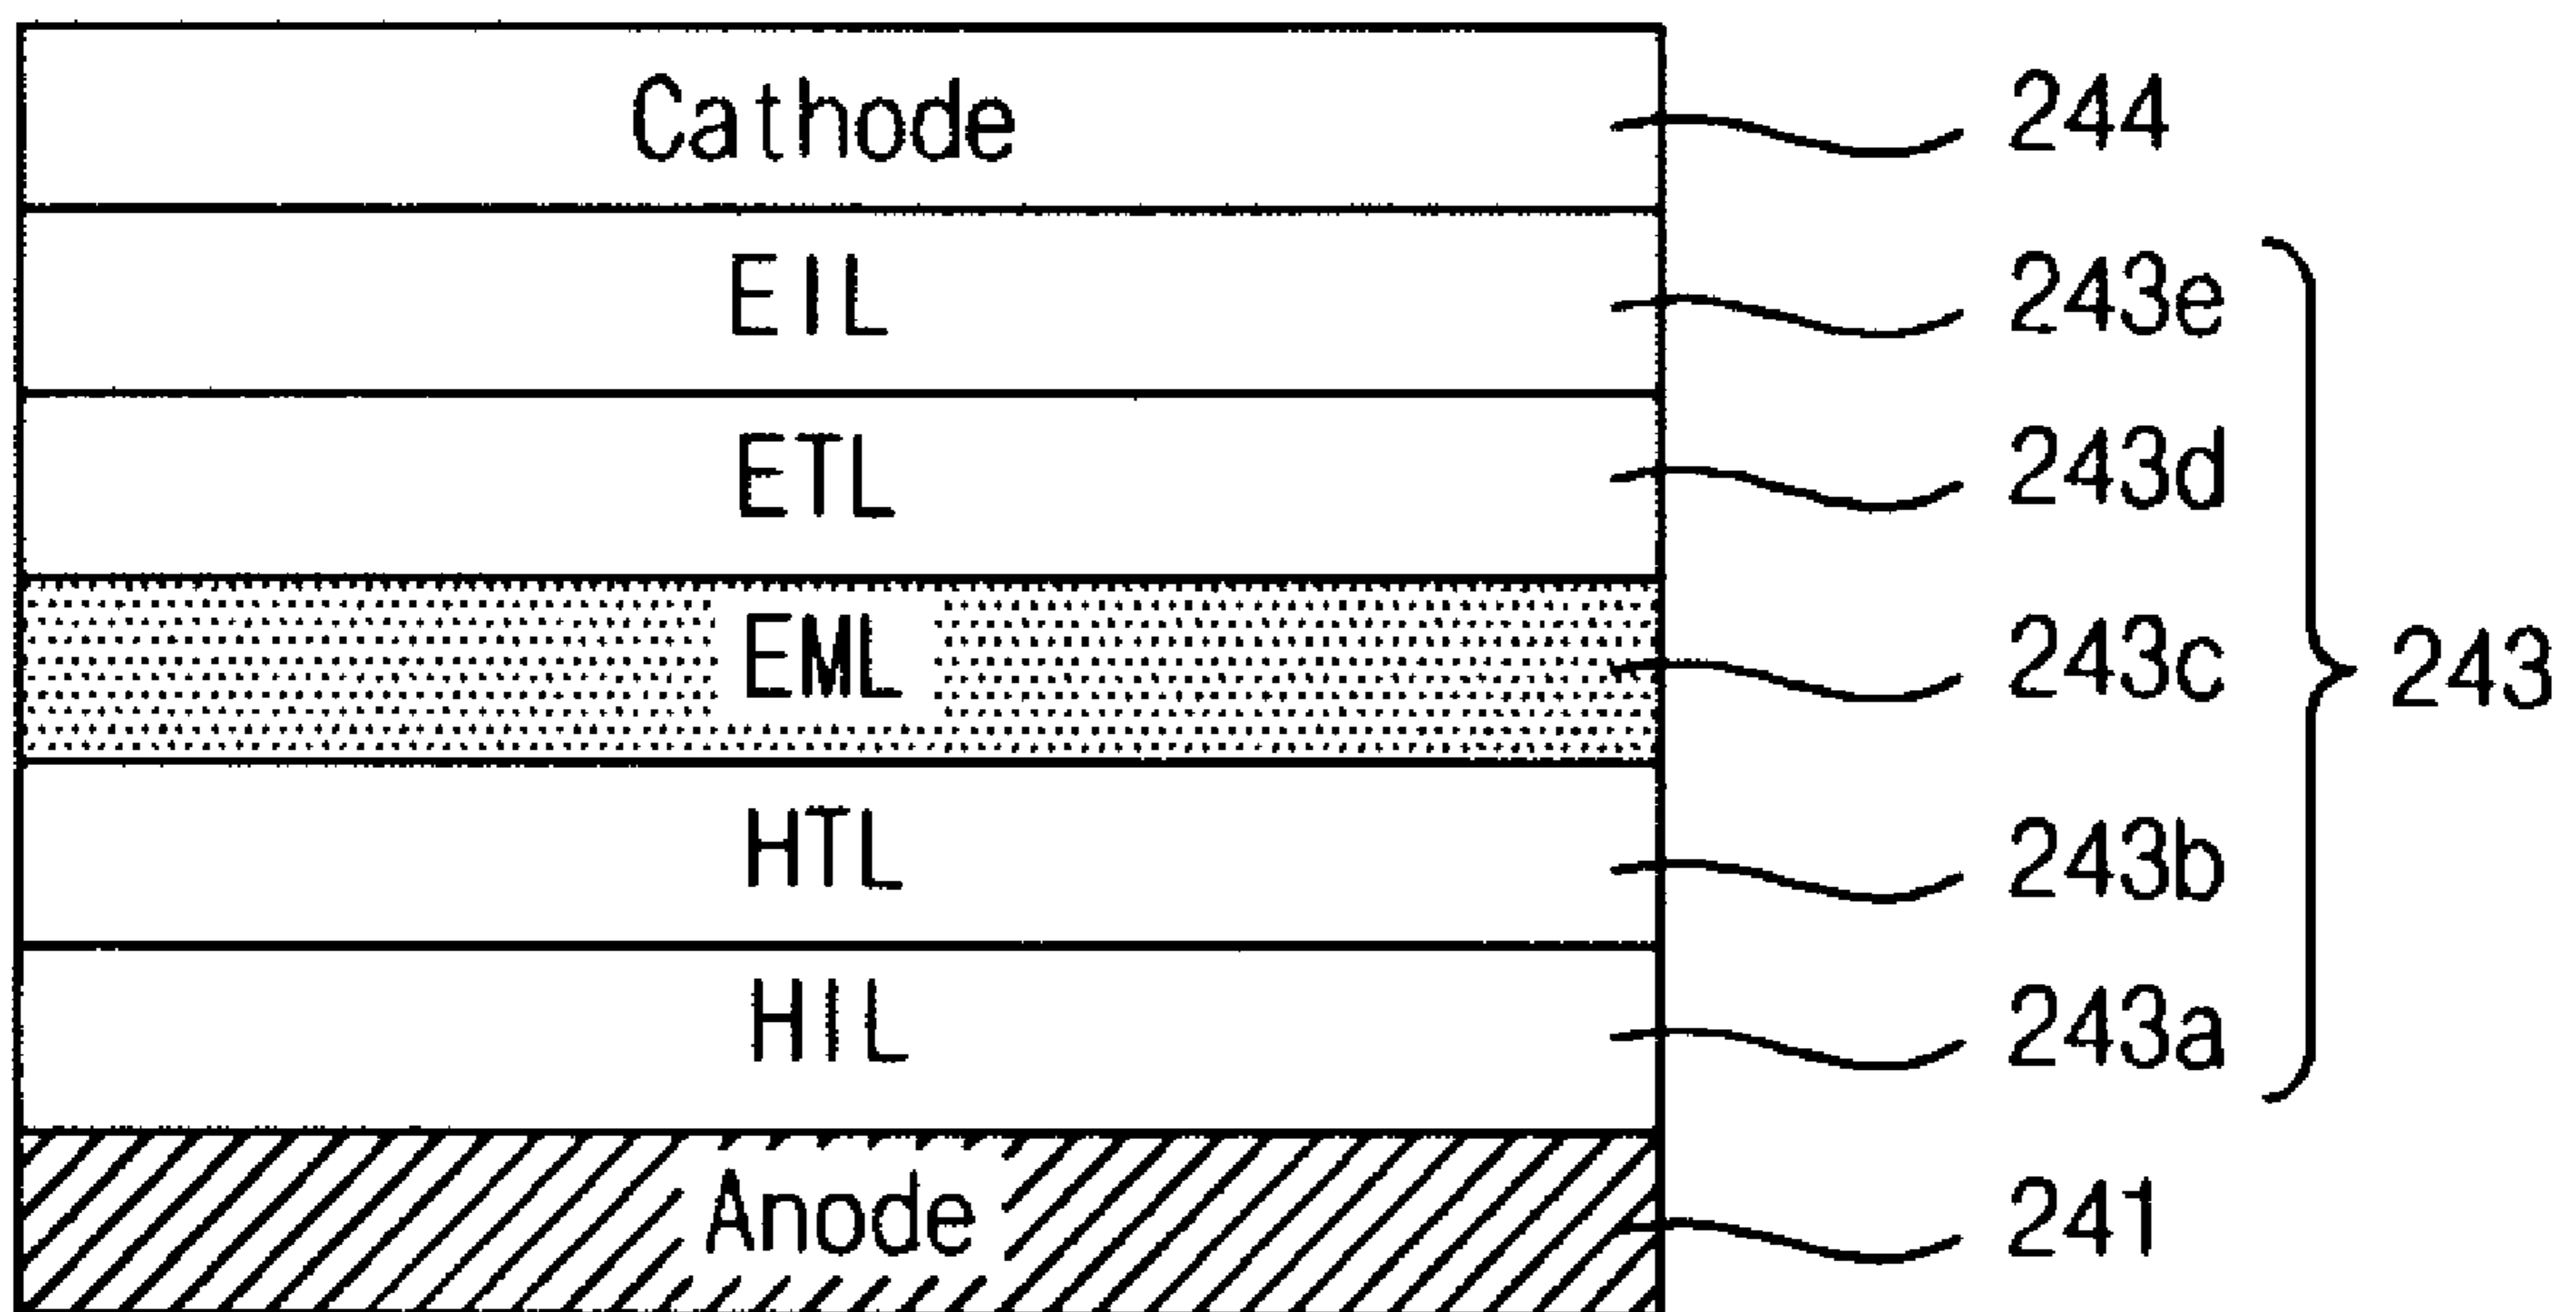 Cathode 244
EIL 243e
ETL 243d
EML 243c 243
HTL 243b
HIL 243a
Anode 241